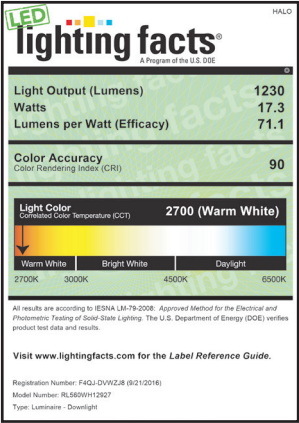 HALO
LED
lighting facts®
A Program of the U.S. DOE
Light Output (Lumens) 1230
Watts 17.3
Lumens per Watt (Efficacy) 71.1
Color Accuracy
Color Rendering Index (CRI) 90
Light Color
Correlated Color Temperature (CCT) 2700 (Warm White)
Warm White Bright White Daylight
2700K 3000K 4500K 6500K
All results are according to IESNA LM-79-2008: Approved Method for the Electrical and
Photometric Testing of Solid-State Lighting. The U.S. Department of Energy (DOE) verifies
product test data and results.
Visit www.lightingfacts.com for the Label Reference Guide.
Registration Number: F4QJ-DVWZJ8 (9/21/2016)
Model Number: RL560WH12927
Type: Luminaire - Downlight